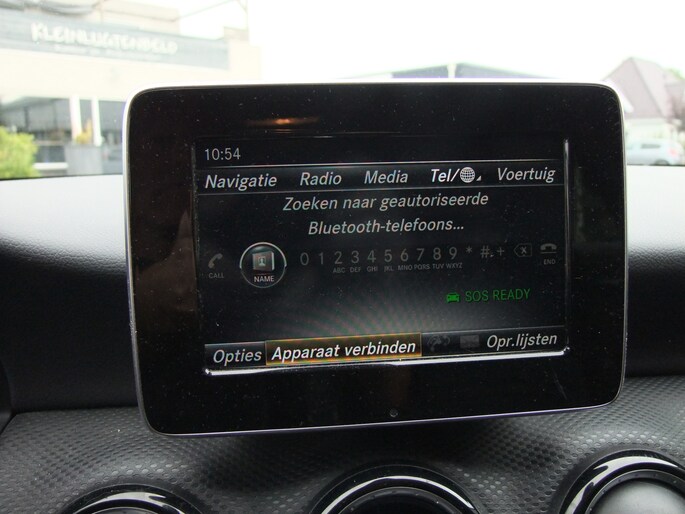 KLEINLUGTENBELD
10:54
Navigatie Radio Media Tel/ Voertuig
Zoeken naar geautoriseerde
Bluetooth-telefoons...
0 1 2 3 4 5 6 7 8 9 * # +
ABC DEF GHI JKL MNO PQRS TUV WXYZ
CALL NAME END
SOS READY
Opties Apparaat verbinden Opr.lijsten